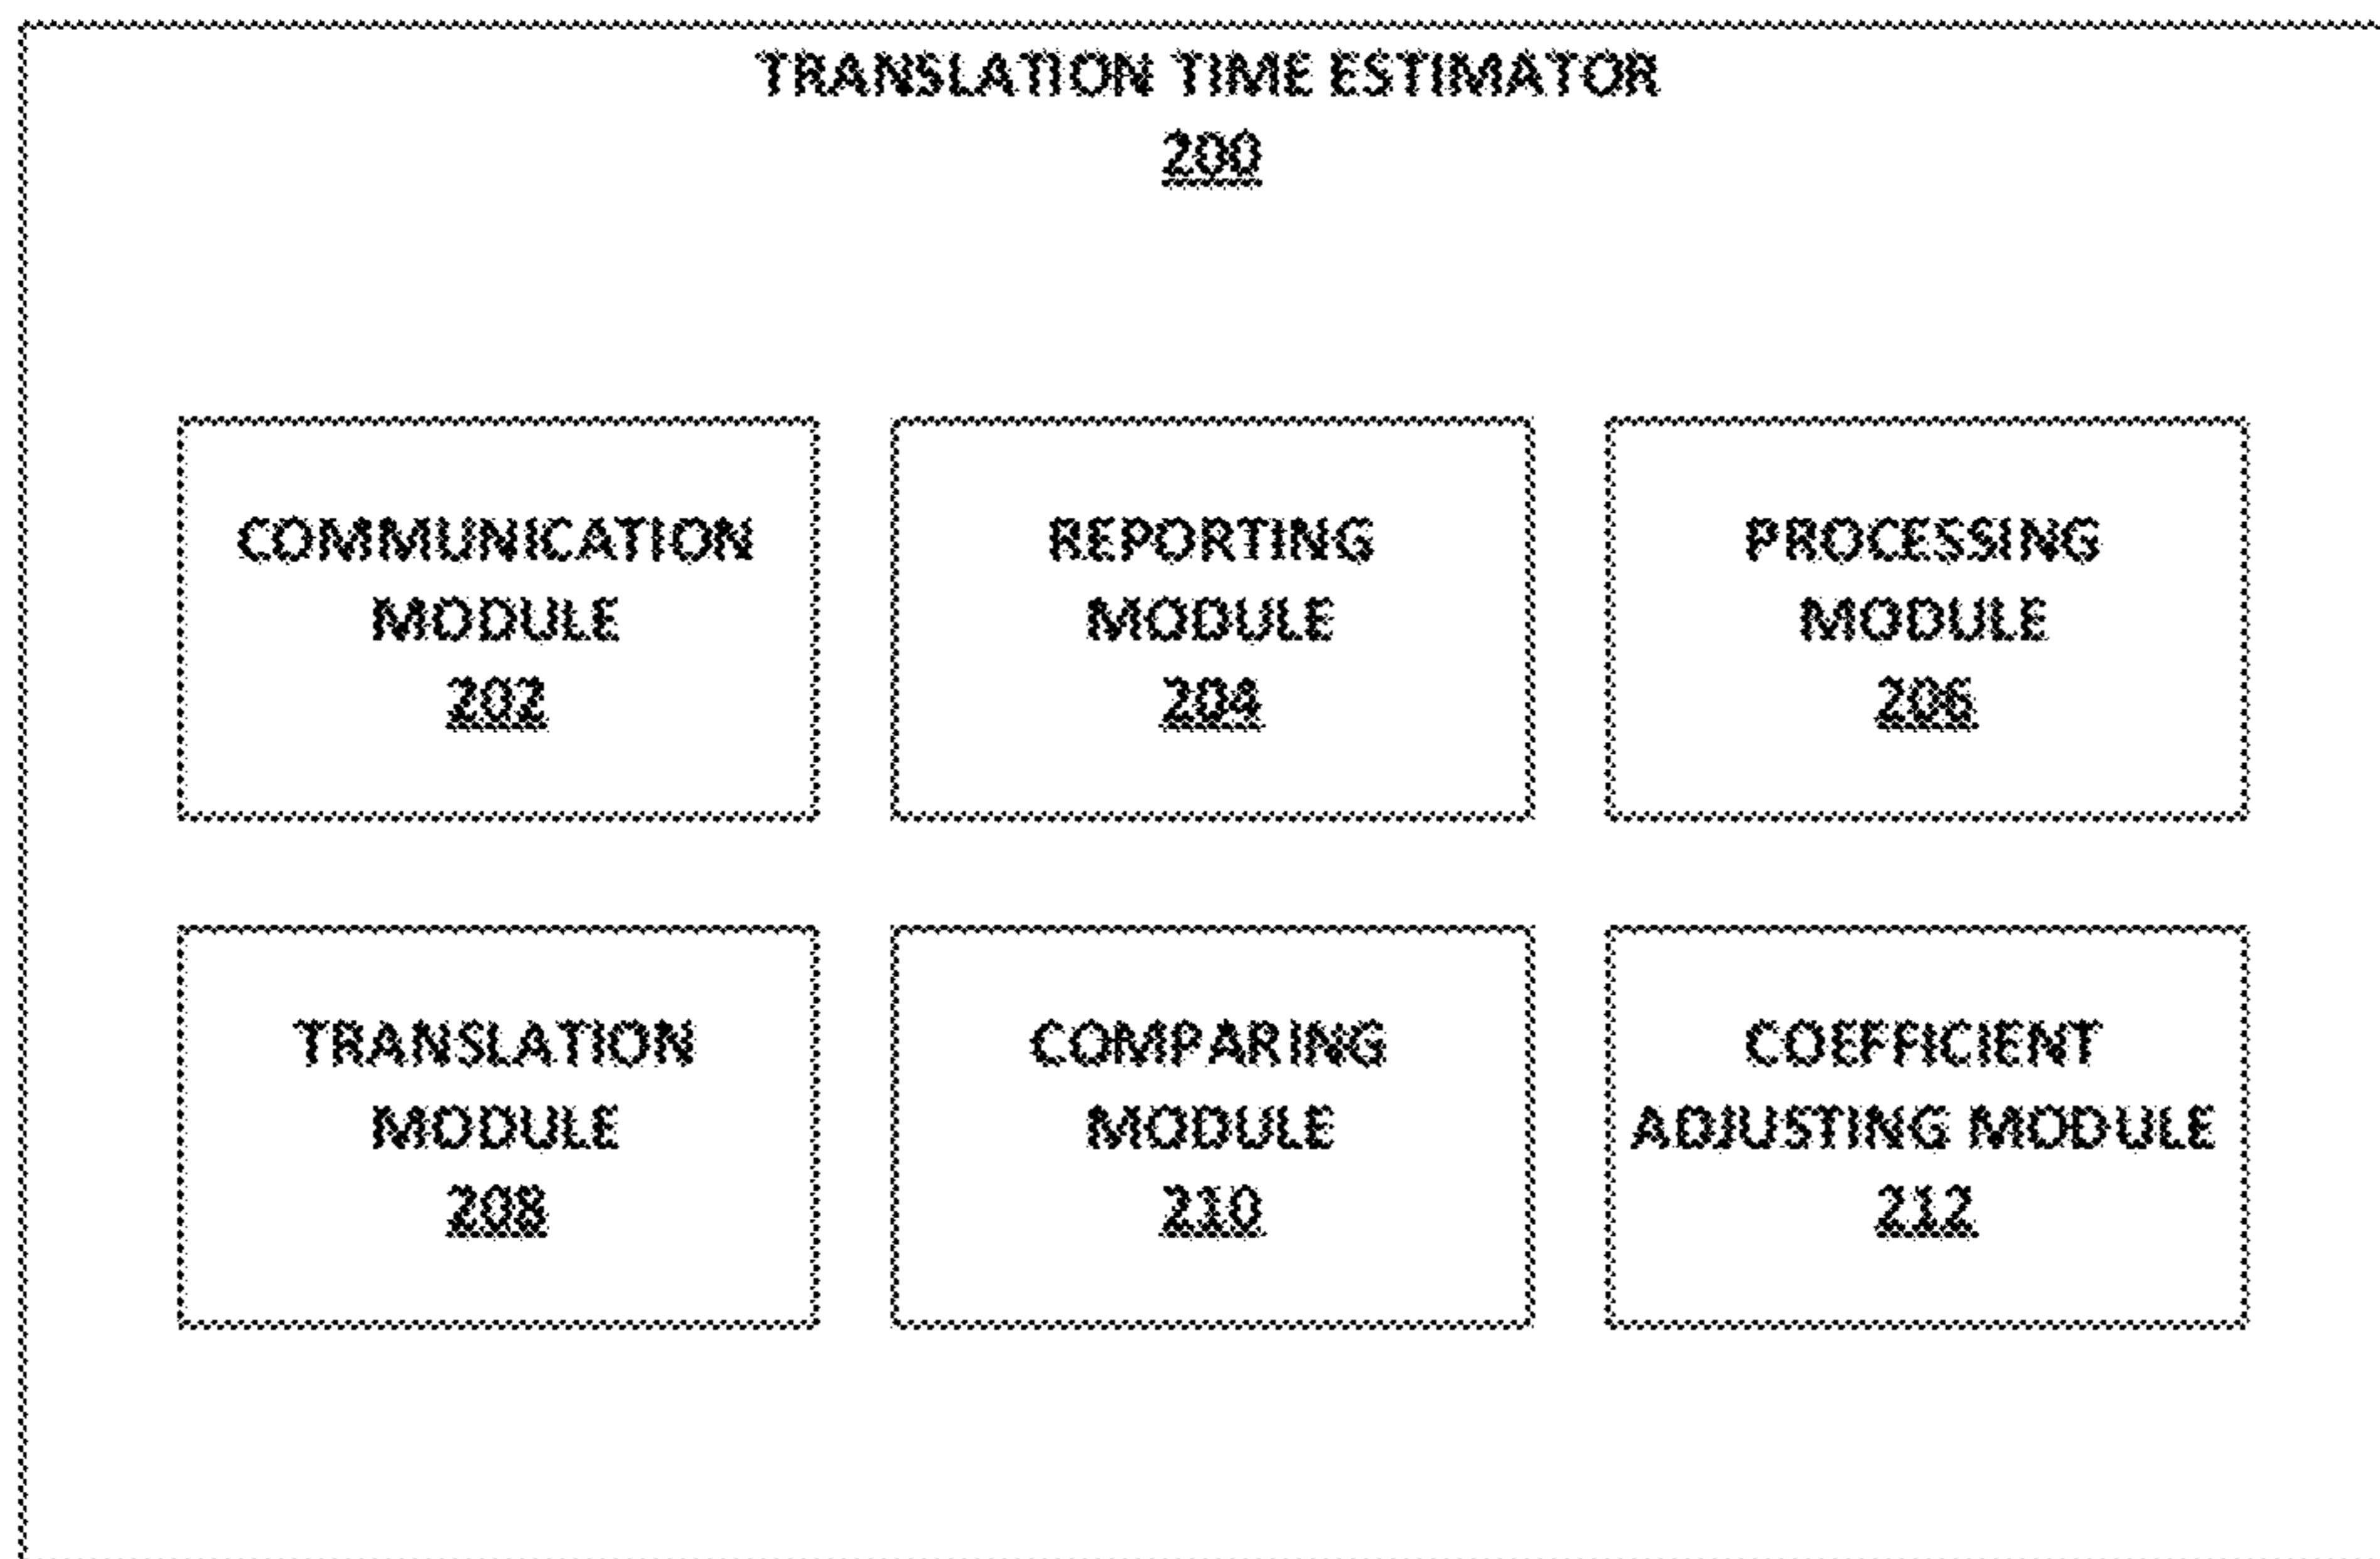 TRANSLATION TIME ESTIMATOR
200
COMMUNICATION
MODULE
202
REPORTING
MODULE
204
PROCESSING
MODULE
206
TRANSLATION
MODULE
208
COMPARING
MODULE
210
COEFFICIENT
ADJUSTING MODULE
212